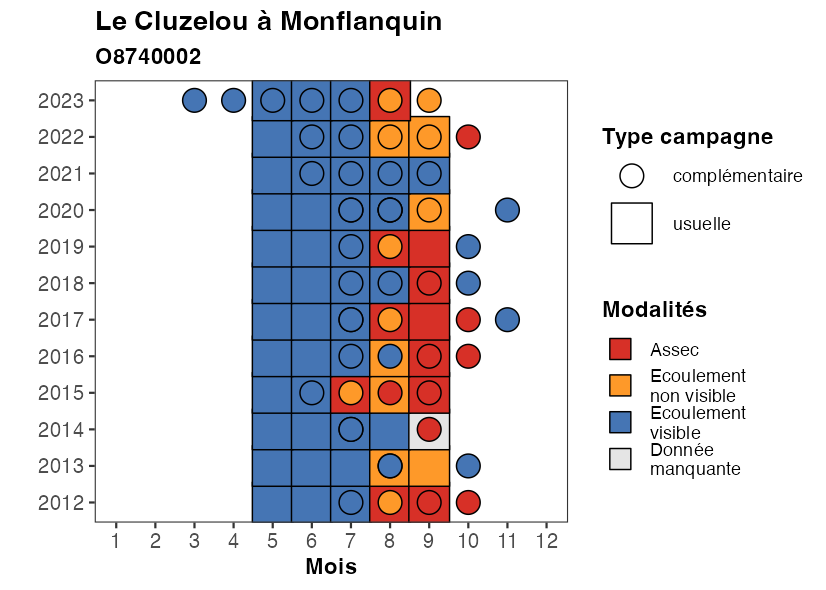 Le Cluzelou à Monflanquin
O8740002
2023
2022
2021
2020
2019
2018
2017
2016
2015
2014
2013
2012
1 2 3 4 5 6 7 8 9 10 11 12
Mois
Type campagne
complémentaire
usuelle
Modalités
Assec
Ecoulement
non visible
Ecoulement
visible
Donnée
manquante